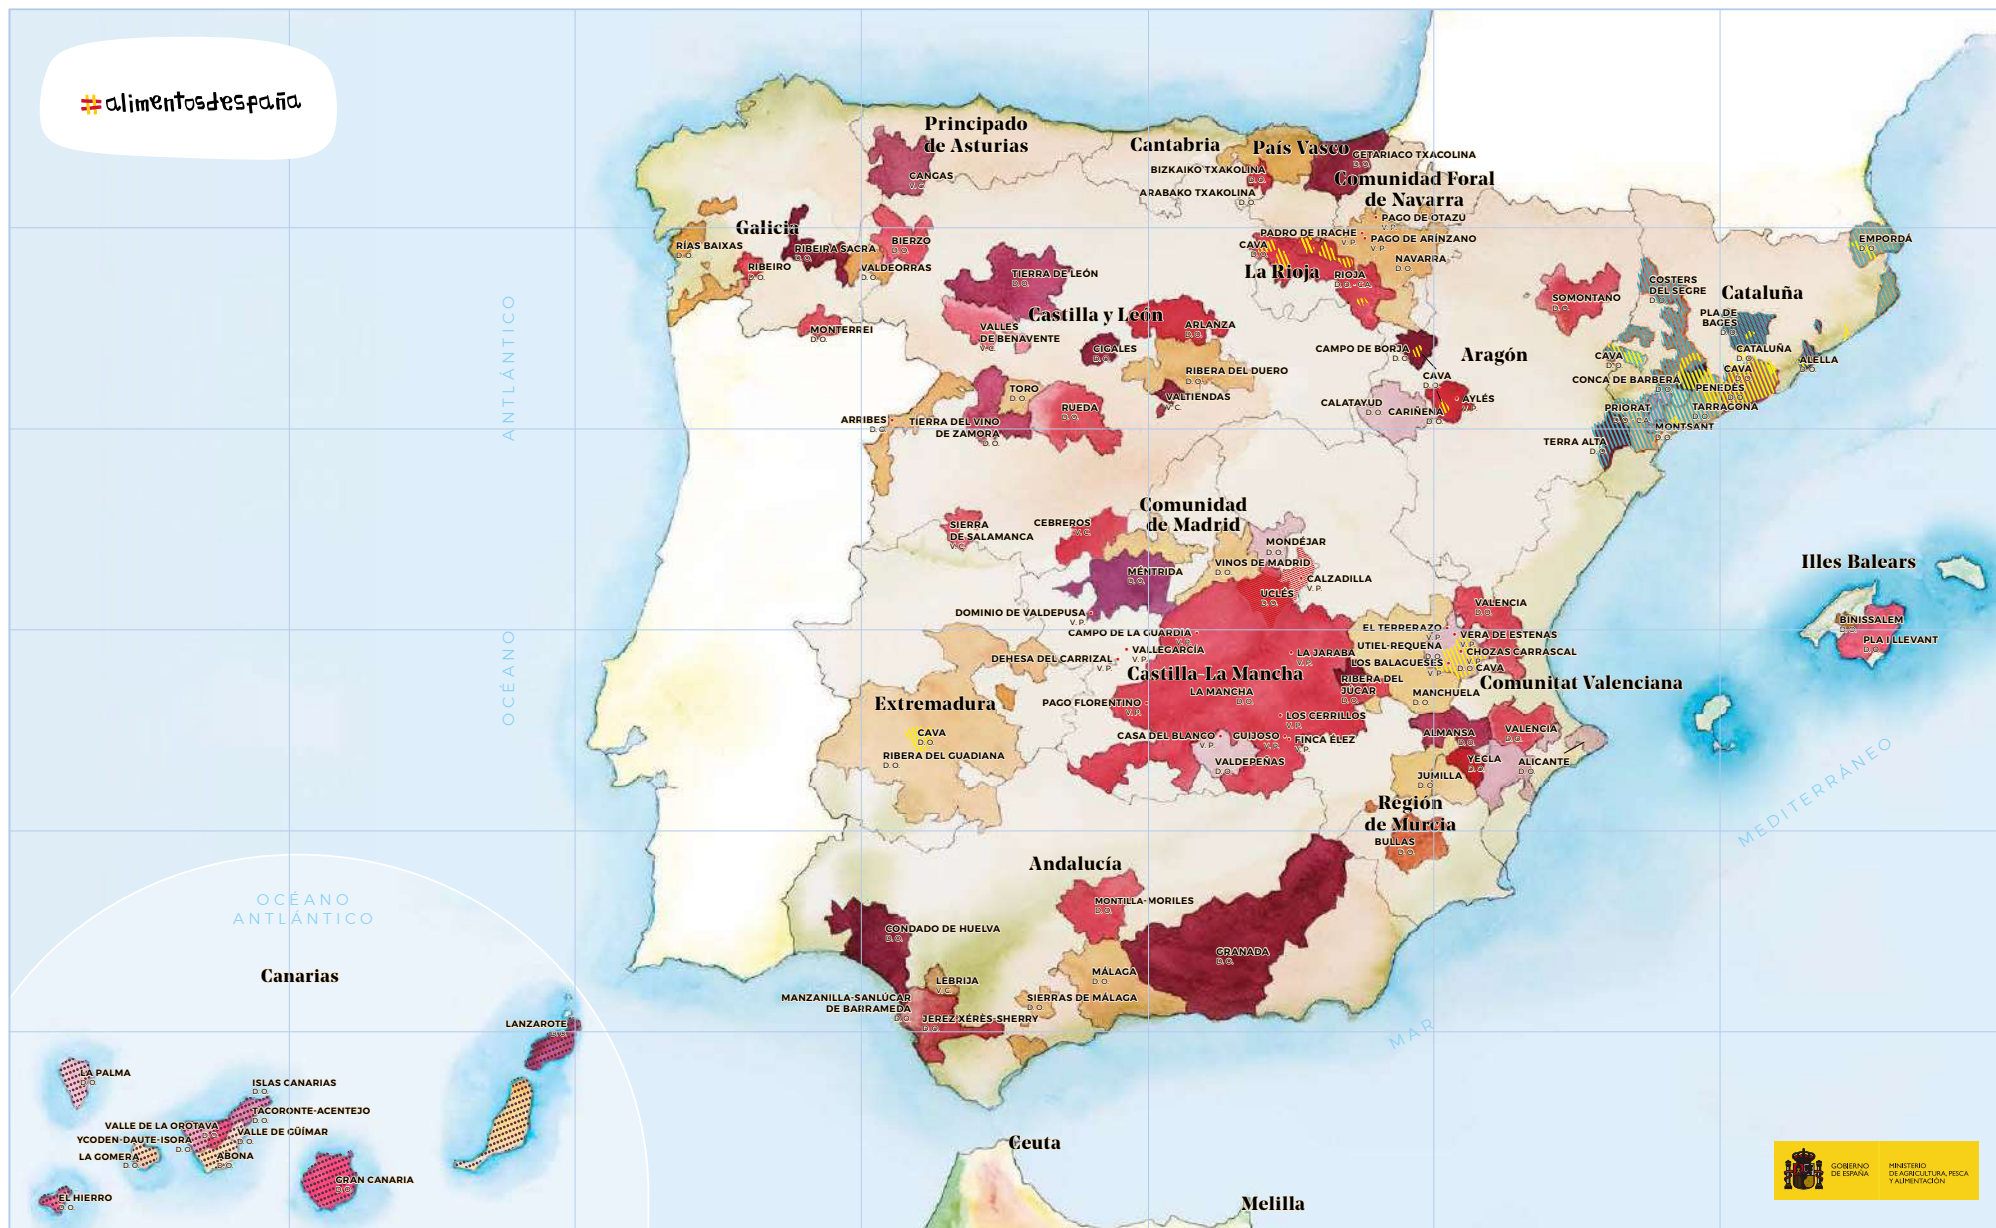 #alimentosdespaña
Principado
de Asturias
CANGAS
V.C.
Cantabria
País Vasco
GETARIACO TXACOLINA
D.O.
BIZKAIKO TXAKOLINA
D.O.
ARABAKO TXAKOLINA
D.O.
Comunidad Foral
de Navarra
PAGO DE OTAZU
V.P.
PADRO DE IRACHE
V.P.
PAGO DE ARÍNZANO
V.P.
NAVARRA
D.O.
CAVA
D.O.
La Rioja
RIOJA
D.O.-CA.
Galicia
RÍAS BAIXAS
D.O.
RIBEIRO
D.O.
RIBEIRA SACRA
D.O.
VALDEORRAS
D.O.
MONTERREI
D.O.
BIERZO
D.O.
TIERRA DE LEÓN
D.O.
Castilla y León
VALLES
DE BENAVENTE
V.C.
CIGALES
D.O.
ARLANZA
D.O.
RIBERA DEL DUERO
D.O.
VALTIENDAS
V.C.
TORO
D.O.
RUEDA
D.O.
ARRIBES
D.O.
TIERRA DEL VINO
DE ZAMORA
D.O.
SIERRA
DE SALAMANCA
V.C.
CEBREROS
V.C.
Aragón
SOMONTANO
D.O.
CAMPO DE BORJA
D.O.
CAVA
D.O.
AYLÉS
V.P.
CALATAYUD
D.O.
CARIÑENA
D.O.
Cataluña
EMPORDÀ
D.O.
COSTERS
DEL SEGRE
D.O.
PLA DE
BAGES
D.O.
CATALUÑA
D.O.
ALELLA
D.O.
CAVA
D.O.
CAVA
D.O.
CONCA DE BARBERÀ
D.O.
PENEDÈS
D.O.
PRIORAT
TARRAGONA
D.O.
MONTSANT
D.O.
TERRA ALTA
D.O.
Comunidad
de Madrid
VINOS DE MADRID
D.O.
MONDÉJAR
D.O.
CALZADILLA
V.P.
UCLÉS
D.O.
MÉNTRIDA
D.O.
DOMINIO DE VALDEPUSA
V.P.
CAMPO DE LA GUARDIA
V.P.
VALLEGARCÍA
V.P.
DEHESA DEL CARRIZAL
V.P.
Castilla-La Mancha
LA MANCHA
D.O.
LA JARABA
V.P.
RIBERA DEL
JÚCAR
D.O.
PAGO FLORENTINO
V.P.
LOS CERRILLOS
V.P.
CASA DEL BLANCO
V.P.
GUIJOSO
V.P.
FINCA ÉLEZ
V.P.
VALDEPEÑAS
D.O.
MANCHUELA
D.O.
ALMANSA
D.O.
Extremadura
CAVA
D.O.
RIBERA DEL GUADIANA
D.O.
Comunitat Valenciana
VALENCIA
D.O.
EL TERRERAZO
V.P.
VERA DE ESTENAS
V.P.
UTIEL-REQUENA
D.O.
CHOZAS CARRASCAL
V.P.
LOS BALAGUESES
V.P.
CAVA
D.O.
VALENCIA
D.O.
ALICANTE
D.O.
YECLA
D.O.
JUMILLA
D.O.
Región
de Murcia
BULLAS
D.O.
Illes Balears
BINISSALEM
D.O.
PLA I LLEVANT
D.O.
Andalucía
MONTILLA-MORILES
D.O.
CONDADO DE HUELVA
D.O.
GRANADA
D.O.
MÁLAGA
D.O.
SIERRAS DE MÁLAGA
D.O.
LEBRIJA
V.C.
MANZANILLA-SANLÚCAR
DE BARRAMEDA
D.O.
JEREZ-XÉRÈS-SHERRY
D.O.
Ceuta
Melilla
OCÉANO
ANTLÁNTICO
MAR
MEDITERRÁNEO
OCÉANO
ANTLÁNTICO
Canarias
LANZAROTE
D.O.
LA PALMA
D.O.
ISLAS CANARIAS
D.O.
TACORONTE-ACENTEJO
D.O.
VALLE DE LA OROTAVA
D.O.
VALLE DE GÜÍMAR
D.O.
YCODEN-DAUTE-ISORA
D.O.
ABONA
D.O.
LA GOMERA
D.O.
GRAN CANARIA
D.O.
EL HIERRO
D.O.
GOBIERNO
DE ESPAÑA
MINISTERIO
DE AGRICULTURA, PESCA
Y ALIMENTACIÓN